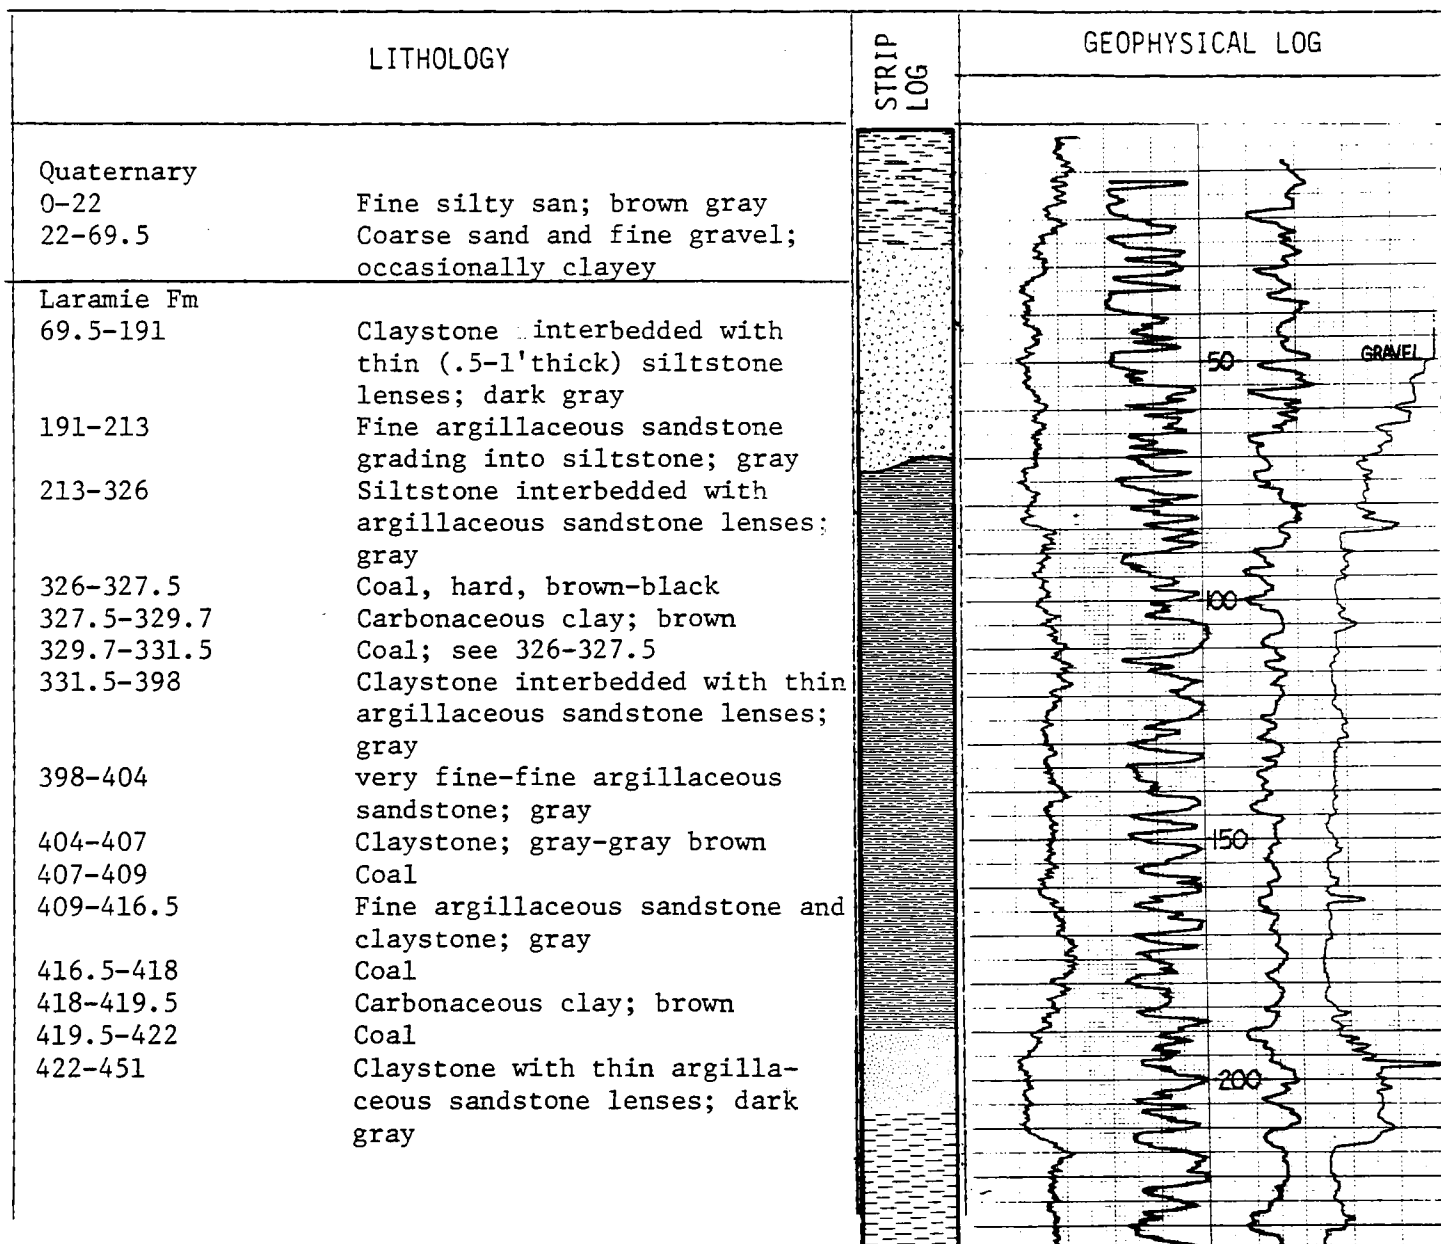 LITHOLOGY
STRIP LOG
GEOPHYSICAL LOG
Quaternary
0-22 Fine silty san; brown gray
22-69.5 Coarse sand and fine gravel;
occasionally clayey
Laramie Fm
69.5-191 Claystone interbedded with
thin (.5-1'thick) siltstone
lenses; dark gray
191-213 Fine argillaceous sandstone
grading into siltstone; gray
213-326 Siltstone interbedded with
argillaceous sandstone lenses;
gray
326-327.5 Coal, hard, brown-black
327.5-329.7 Carbonaceous clay; brown
329.7-331.5 Coal; see 326-327.5
331.5-398 Claystone interbedded with thin
argillaceous sandstone lenses;
gray
398-404 very fine-fine argillaceous
sandstone; gray
404-407 Claystone; gray-gray brown
407-409 Coal
409-416.5 Fine argillaceous sandstone and
claystone; gray
416.5-418 Coal
418-419.5 Carbonaceous clay; brown
419.5-422 Coal
422-451 Claystone with thin argilla-
ceous sandstone lenses; dark
gray
50
GRAVEL
100
150
200